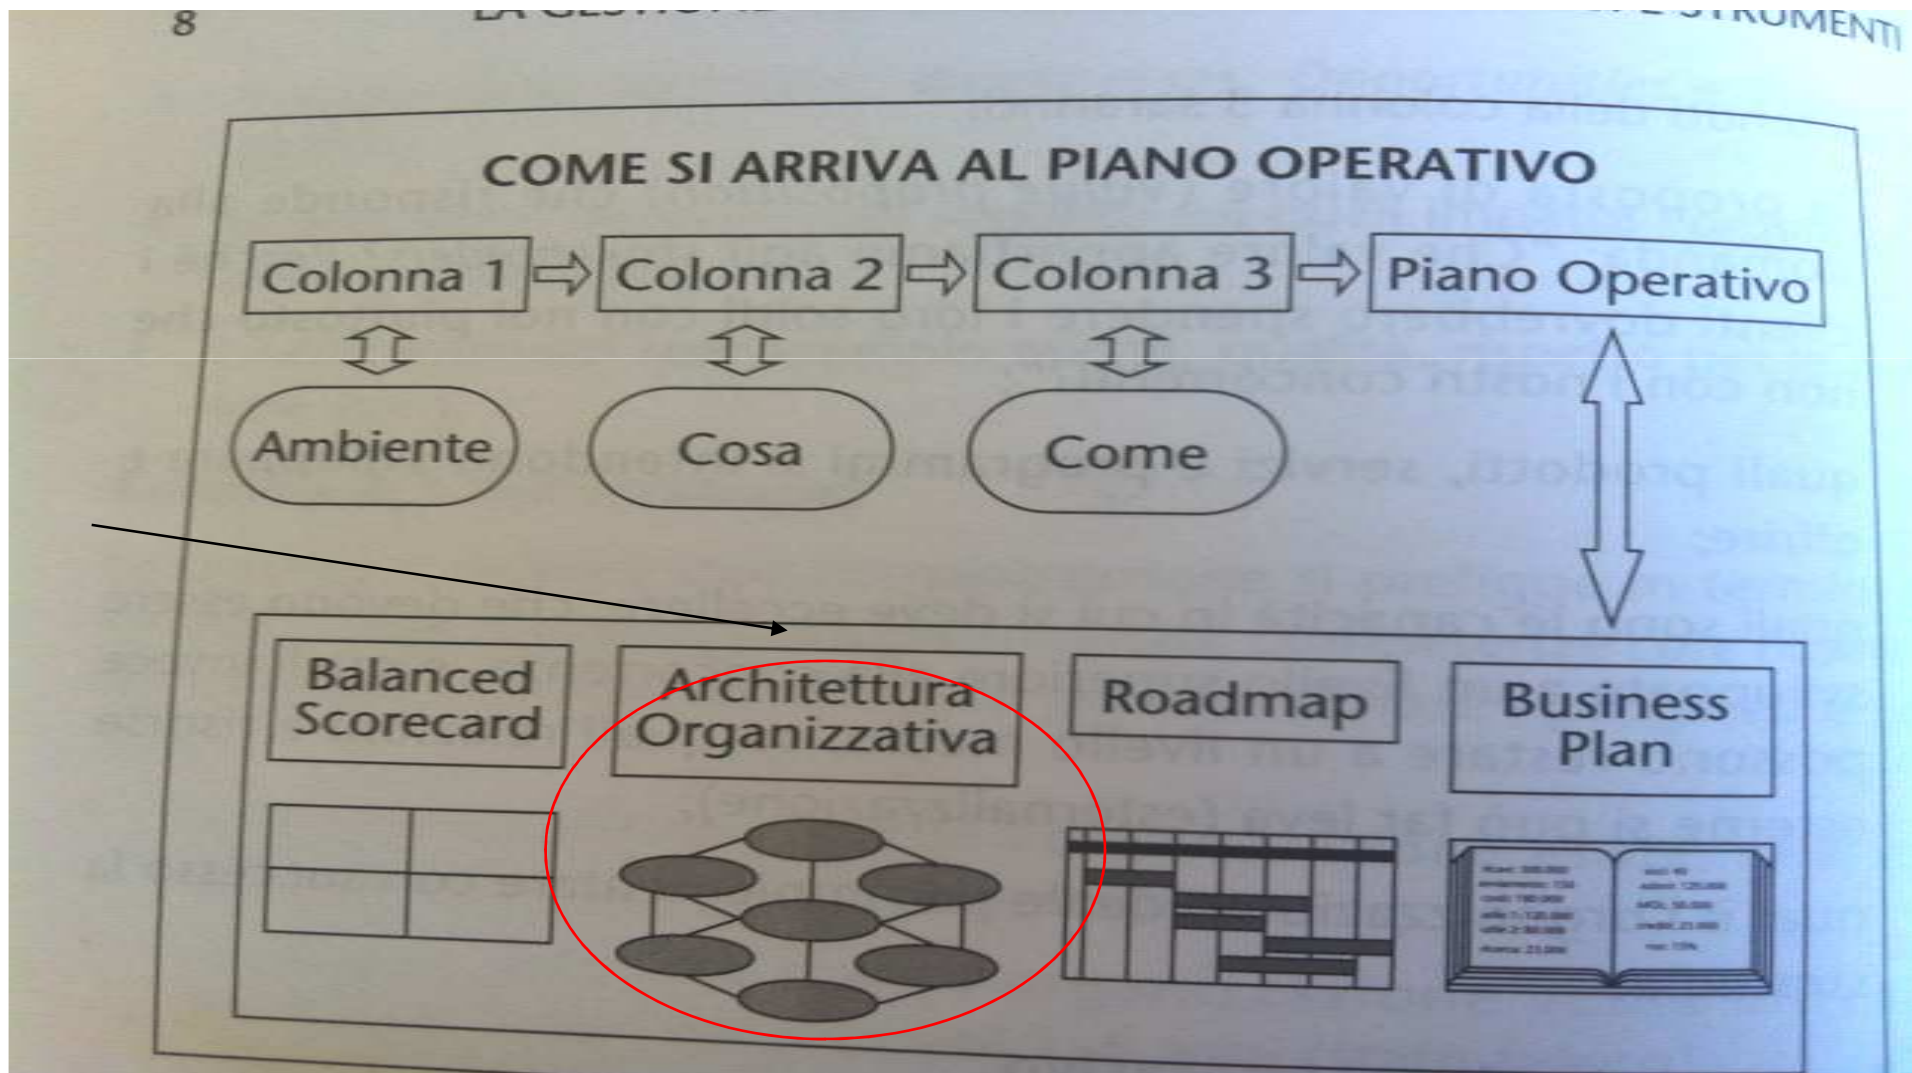 8
STRUMENTI
COME SI ARRIVA AL PIANO OPERATIVO
Colonna 1
Colonna 2
Colonna 3
Piano Operativo
Ambiente
Cosa
Come
Balanced
Scorecard
Architettura
Organizzativa
Roadmap
Business
Plan